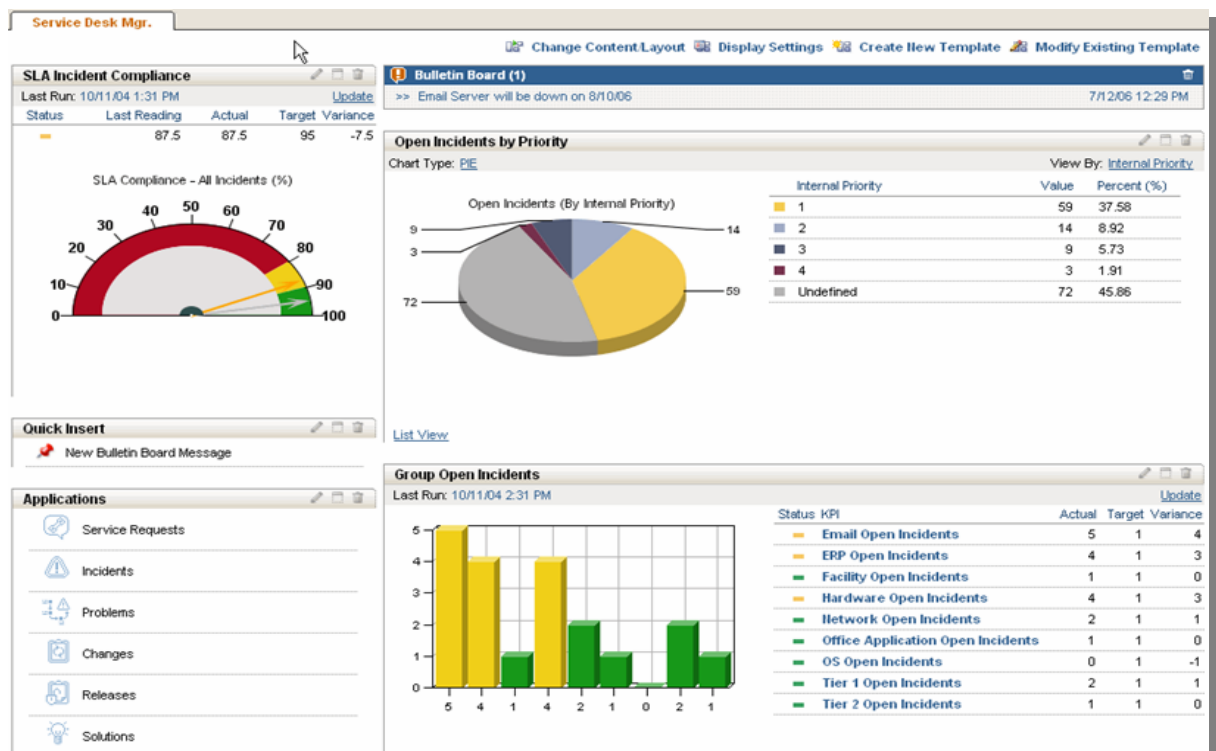 Service Desk Mgr.
Change Content/Layout Display Settings Create New Template Modify Existing Template
SLA Incident Compliance
Last Run: 10/11/04 1:31 PM Update
Status Last Reading Actual Target Variance
87.5 87.5 95 -7.5
SLA Compliance - All Incidents (%)
0 10 20 30 40 50 60 70 80 90 100
Quick Insert
New Bulletin Board Message
Applications
Service Requests
Incidents
Problems
Changes
Releases
Solutions
Bulletin Board (1)
>> Email Server will be down on 8/10/06 7/12/06 12:29 PM
Open Incidents by Priority
Chart Type: PIE View By: Internal Priority
Open Incidents (By Internal Priority)
9
3
72
14
59
Internal Priority Value Percent (%)
1 59 37.58
2 14 8.92
3 9 5.73
4 3 1.91
Undefined 72 45.86
List View
Group Open Incidents
Last Run: 10/11/04 2:31 PM Update
5
4
3
2
1
0
5 4 1 4 2 1 0 2 1
Status KPI Actual Target Variance
Email Open Incidents 5 1 4
ERP Open Incidents 4 1 3
Facility Open Incidents 1 1 0
Hardware Open Incidents 4 1 3
Network Open Incidents 2 1 1
Office Application Open Incidents 1 1 0
OS Open Incidents 0 1 -1
Tier 1 Open Incidents 2 1 1
Tier 2 Open Incidents 1 1 0